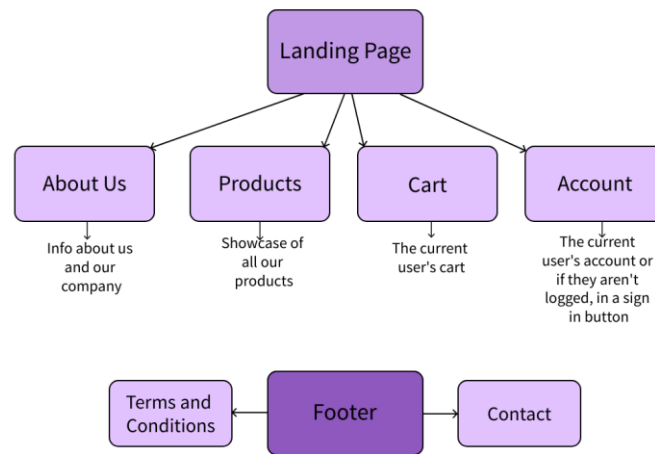 Landing Page
About Us
Products
Cart
Account
Info about us
and our
company
Showcase of
all our
products
The current
user's cart
The current
user's account or
if they aren't
logged, in a sign
in button
Terms and
Conditions
Footer
Contact